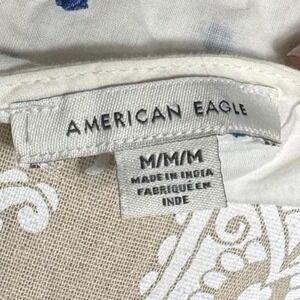 AMERICAN EAGLE
M/M/M
MADE IN INDIA
FABRIQUÉ EN
INDE